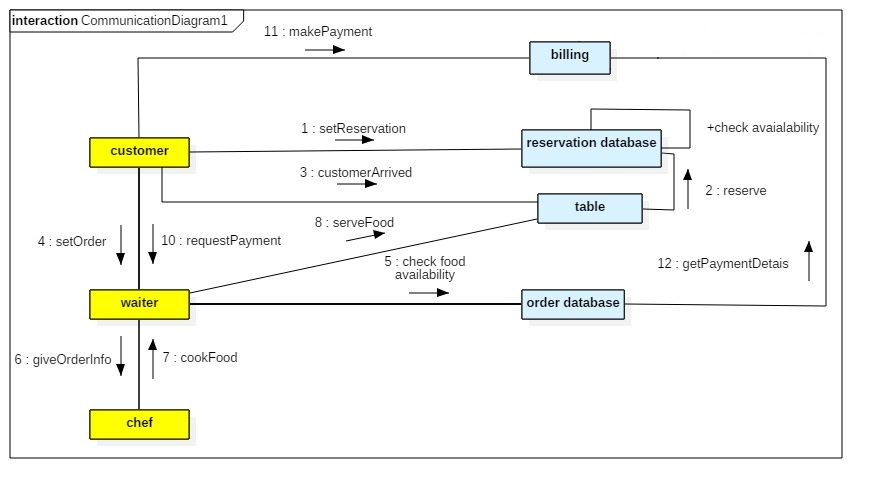 interaction CommunicationDiagram1
11 : makePayment
billing
1 : setReservation
customer
reservation database
+check avaialability
3 : customerArrived
2 : reserve
table
8 : serveFood
4 : setOrder
10 : requestPayment
5 : check food
availability
12 : getPaymentDetais
waiter
order database
6 : giveOrderInfo
7 : cookFood
chef